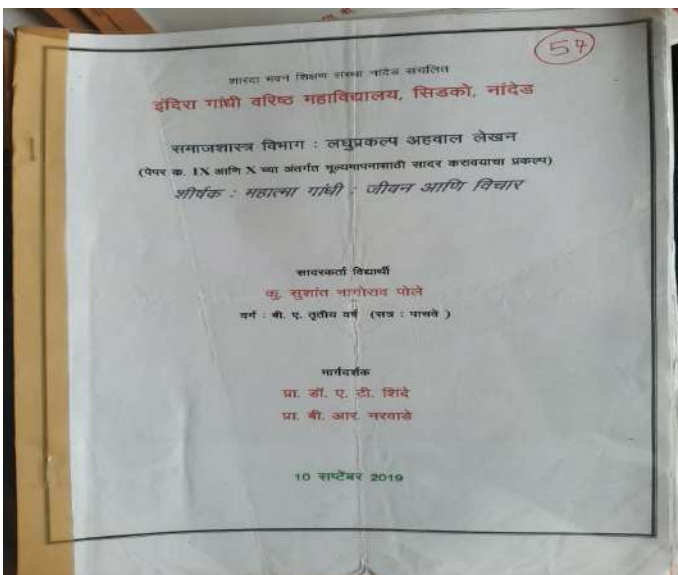 54
शारदा भवन शिक्षण संस्था नांदेड संचलित
इंदिरा गांधी वरिष्ठ महाविद्यालय, सिडको, नांदेड
समाजशास्त्र विभाग : लघुप्रकल्प अहवाल लेखन
(पेपर क्र. IX आणि X च्या अंतर्गत मूल्यमापनासाठी सादर करावयाचा प्रकल्प)
शीर्षक : महात्मा गांधी : जीवन आणि विचार
सादरकर्ता विद्यार्थी
कु. सुशांत नागोराव पोले
वर्ग : बी. ए. तृतीय वर्ष (सत्र : पाचवे )
मार्गदर्शक
प्रा. डॉ. ए. टी. शिंदे
प्रा. बी. आर. नरवाडे
10 सप्टेंबर 2019